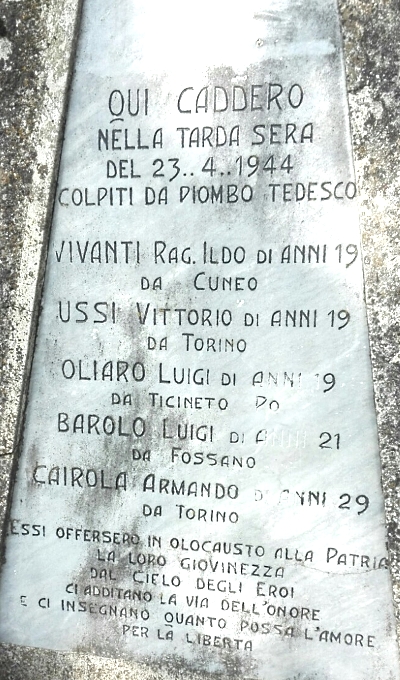 QUI CADDERO
NELLA TARDA SERA
DEL 23..4..1944
COLPITI DA PIOMBO TEDESCO
VIVANTI RAG. ILDO DI ANNI 19
DA CUNEO
USSI VITTORIO DI ANNI 19
DA TORINO
OLIARO LUIGI DI ANNI 19
DA TICINETO PO
BAROLO LUIGI DI ANNI 21
DA FOSSANO
CAIROLA ARMANDO DI ANNI 29
DA TORINO
ESSI OFFERSERO IN OLOCAUSTO ALLA PATRIA
LA LORO GIOVINEZZA
DAL CIELO DEGLI EROI
CI ADDITANO LA VIA DELL'ONORE
E CI INSEGNANO QUANTO POSSA L'AMORE
PER LA LIBERTA